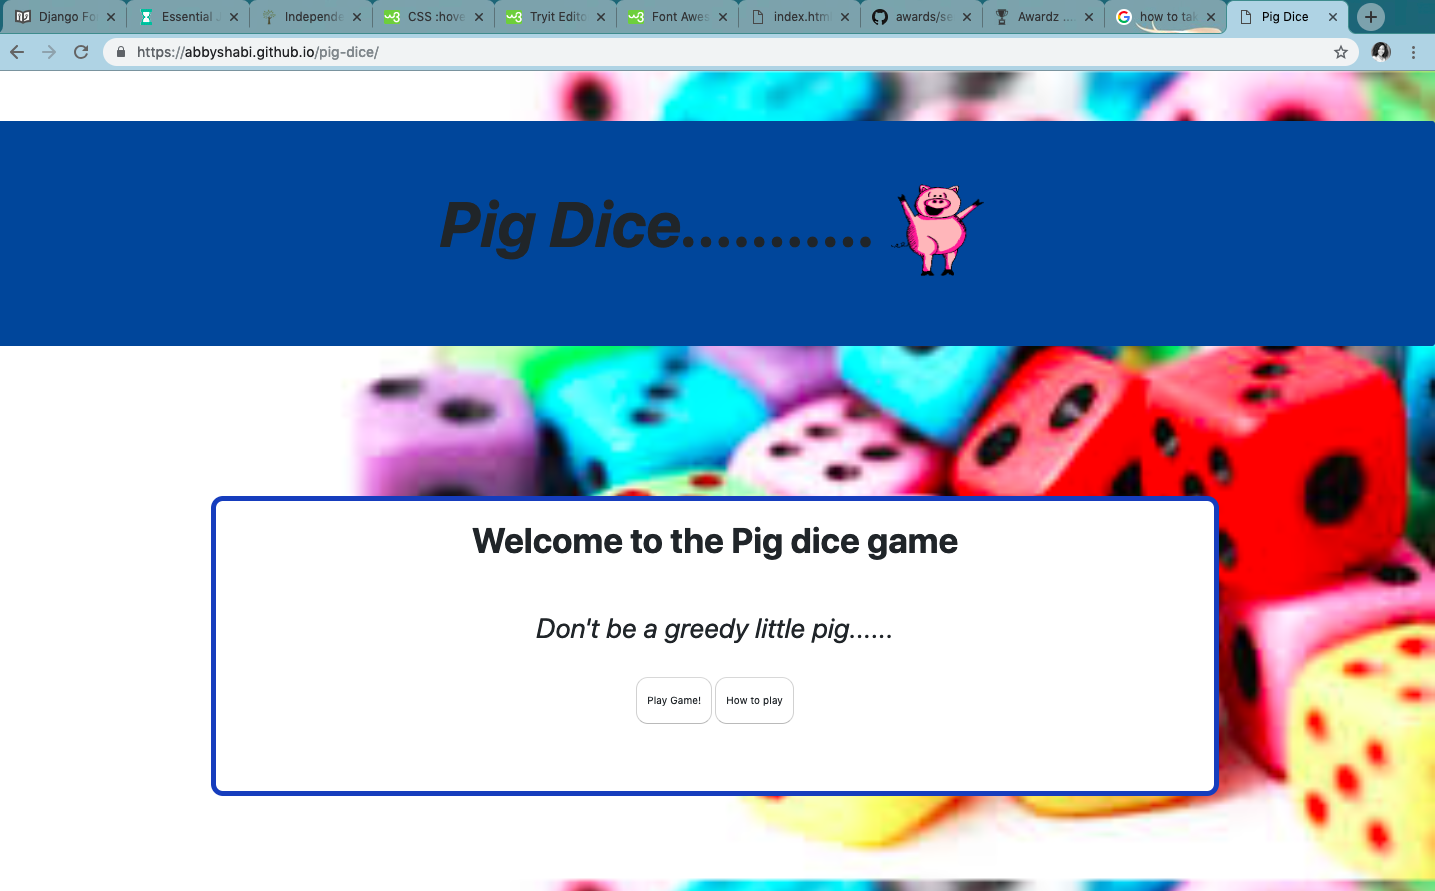 Django Fo
Essential J
Independe
CSS :hove
Tryit Edito
Font Awes
index.html
awards/se
Awardz ...
how to tak
Pig Dice
https://abbyshabi.github.io/pig-dice/
Pig Dice...........
Welcome to the Pig dice game
Don't be a greedy little pig......
Play Game! How to play